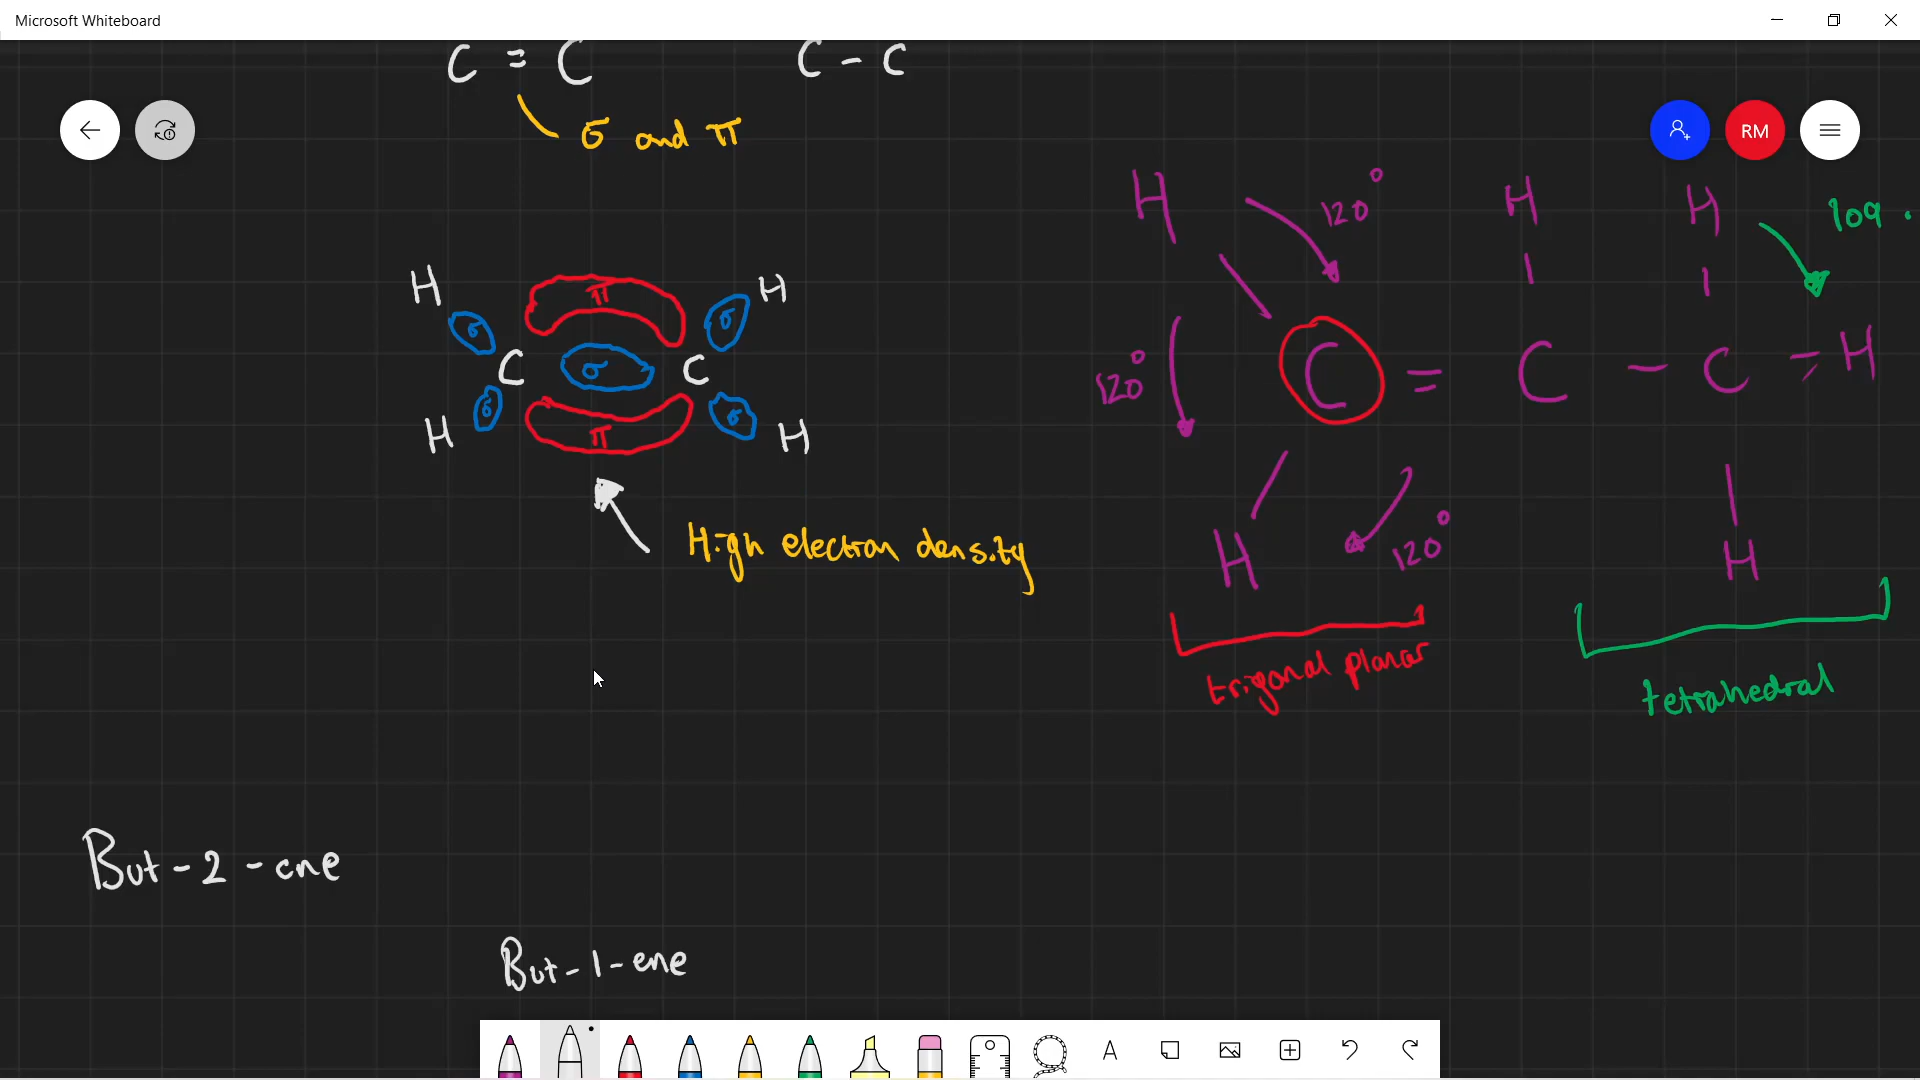 Microsoft Whiteboard
C = C C - C
σ and π
RM
H 120° H H 109.
H π H
σ σ
C σ C
120° C = C - C - H
σ π σ
H H
High electron density
H 120° H
trigonal planar
tetrahedral
But-2-ene
But-1-ene
A